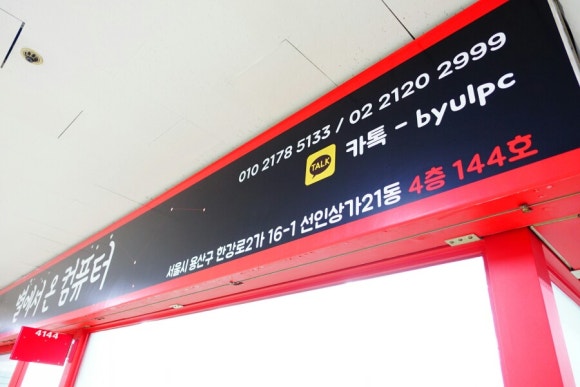 별에서 온 컴퓨터
010 2178 5133 / 02 2120 2999
TALK 카톡 - byulpc
서울시 용산구 한강로2가 16-1 선인상가21동 4층 144호
4144